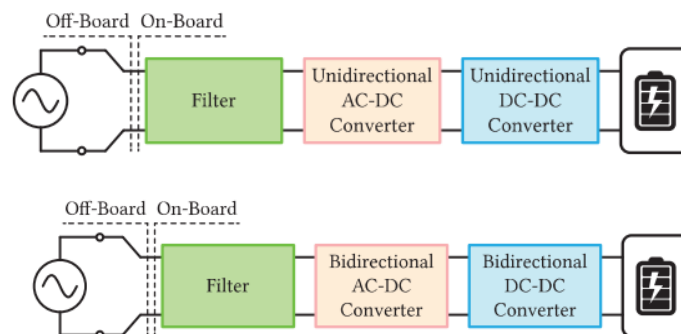 Off-Board On-Board
Filter
Unidirectional
AC-DC
Converter
Unidirectional
DC-DC
Converter
Off-Board On-Board
Filter
Bidirectional
AC-DC
Converter
Bidirectional
DC-DC
Converter